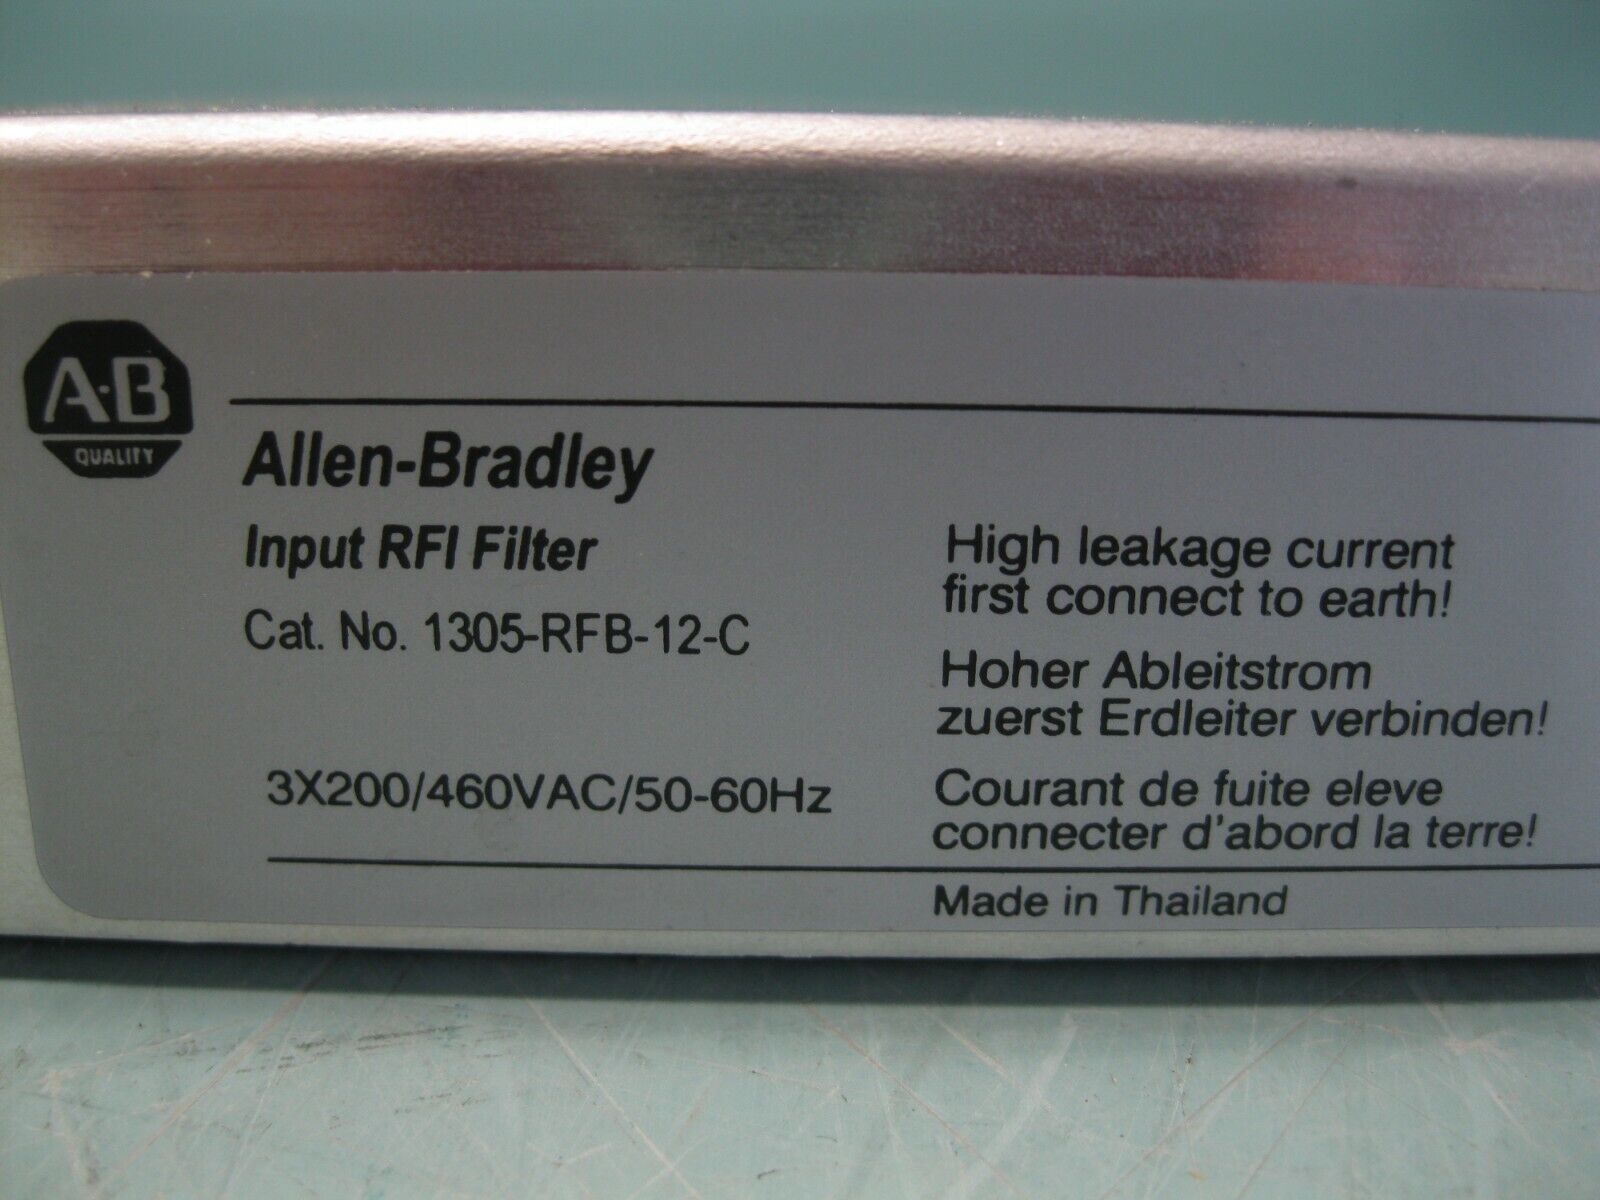 A-B
QUALITY
Allen-Bradley
Input RFI Filter
Cat. No. 1305-RFB-12-C
3X200/460VAC/50-60Hz
High leakage current
first connect to earth!
Hoher Ableitstrom
zuerst Erdleiter verbinden!
Courant de fuite eleve
connecter d'abord la terre!
Made in Thailand